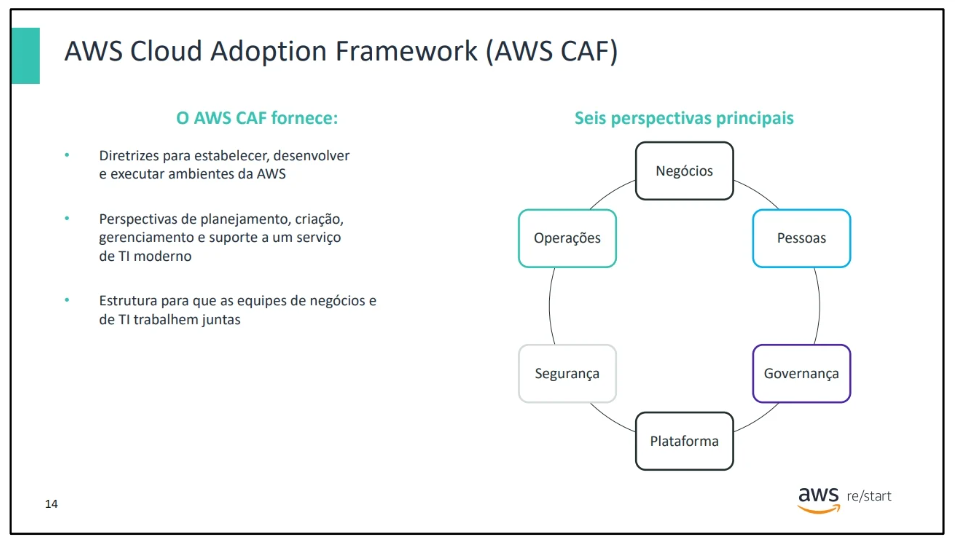 AWS Cloud Adoption Framework (AWS CAF)
O AWS CAF fornece:
• Diretrizes para estabelecer, desenvolver
e executar ambientes da AWS
• Perspectivas de planejamento, criação,
gerenciamento e suporte a um serviço
de TI moderno
• Estrutura para que as equipes de negócios e
de TI trabalhem juntas
Seis perspectivas principais
Negócios
Operações
Pessoas
Segurança
Governança
Plataforma
14
aws re/start